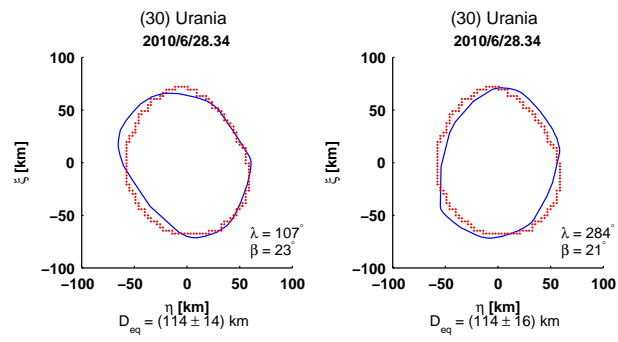 (30) Urania
2010/6/28.34
100
50
0
−50
−100
ξ [km]
−100 −50 0 50 100
η [km]
λ = 107°
β = 23°
D_eq = (114 ± 14) km
(30) Urania
2010/6/28.34
100
50
0
−50
−100
ξ [km]
−100 −50 0 50 100
η [km]
λ = 284°
β = 21°
D_eq = (114 ± 16) km